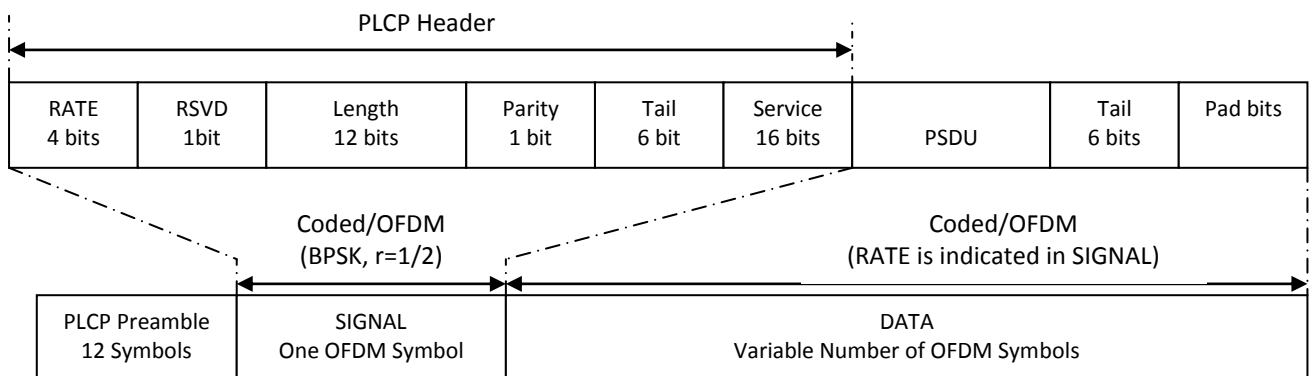 PLCP Header
RATE RSVD Length Parity Tail Service Tail Pad bits
4 bits 1bit 12 bits 1 bit 6 bit 16 bits PSDU 6 bits
Coded/OFDM Coded/OFDM
(BPSK, r=1/2) (RATE is indicated in SIGNAL)
PLCP Preamble SIGNAL DATA
12 Symbols One OFDM Symbol Variable Number of OFDM Symbols